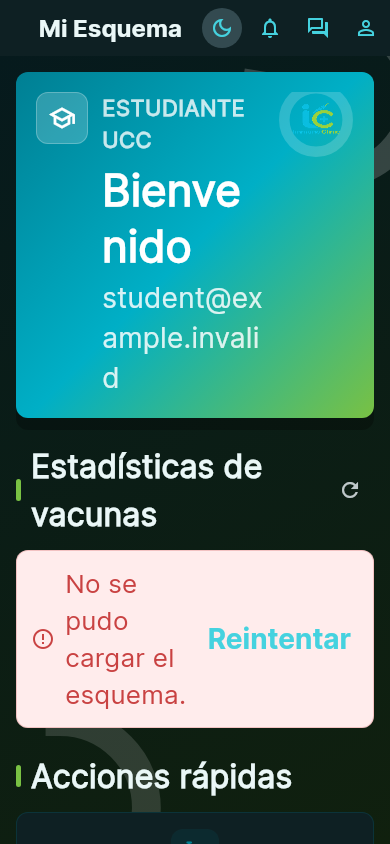 Mi Esquema
ESTUDIANTE
UCC
Bienve
nido
student@ex
ample.invali
d
Estadísticas de
vacunas
No se
pudo
cargar el
esquema.
Reintentar
Acciones rápidas